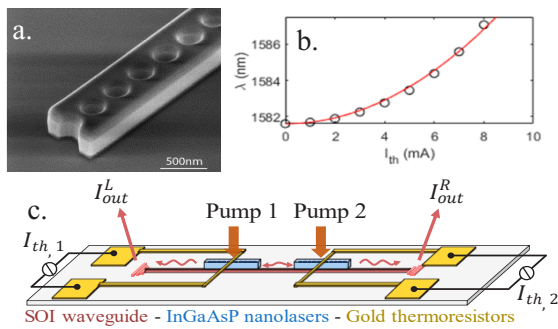 a.
500nm
b.
1586
1584
1582
λ (nm)
0 2 4 6 8 10
I_th (mA)
c.
I^L_out
Pump 1
Pump 2
I^R_out
I_th, 1
I_th, 2
SOI waveguide - InGaAsP nanolasers - Gold thermoresistors